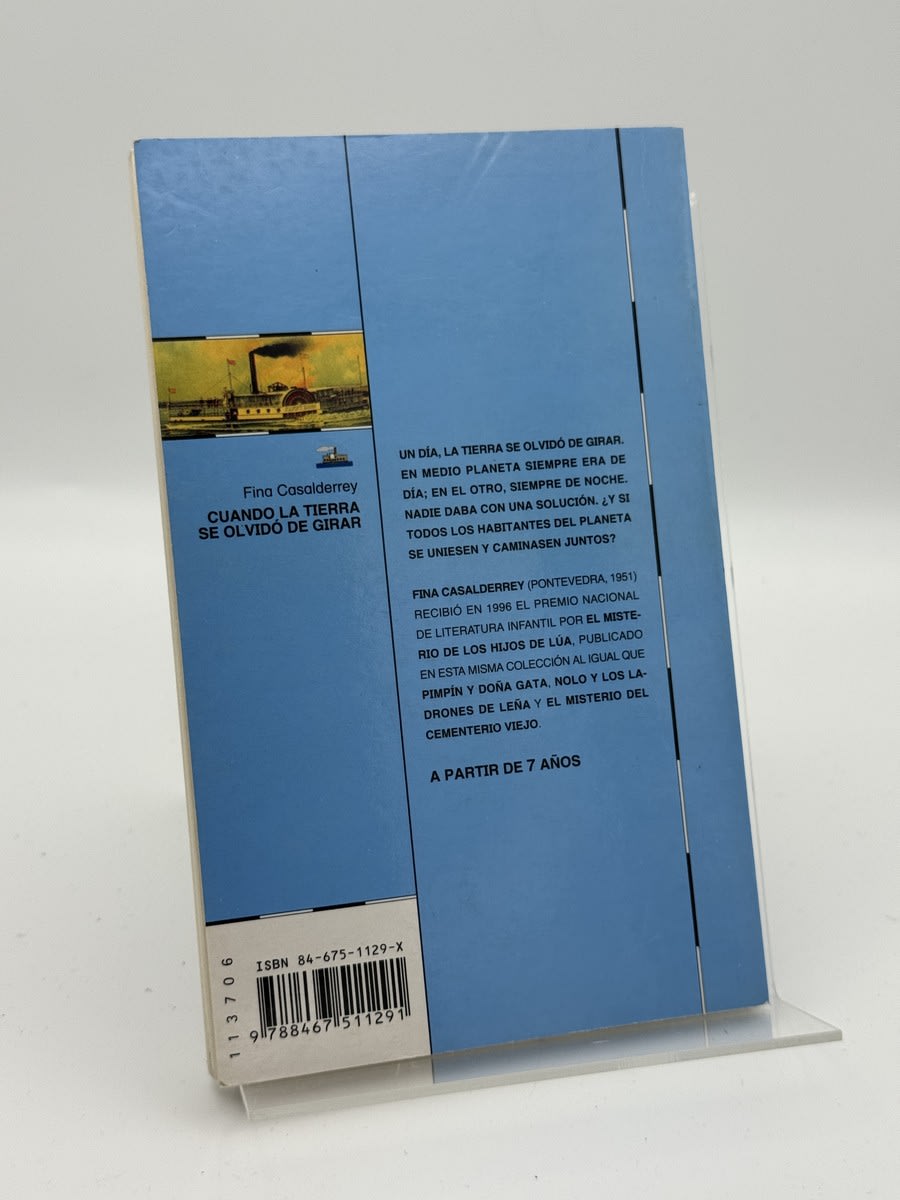 Fina Casalderrey
CUANDO LA TIERRA
SE OLVIDÓ DE GIRAR
UN DÍA, LA TIERRA SE OLVIDÓ DE GIRAR.
EN MEDIO PLANETA SIEMPRE ERA DE
DÍA; EN EL OTRO, SIEMPRE DE NOCHE.
NADIE DABA CON UNA SOLUCIÓN. ¿Y SI
TODOS LOS HABITANTES DEL PLANETA
SE UNIESEN Y CAMINASEN JUNTOS?
FINA CASALDERREY (PONTEVEDRA, 1951)
RECIBIÓ EN 1996 EL PREMIO NACIONAL
DE LITERATURA INFANTIL POR EL MISTE-
RIO DE LOS HIJOS DE LÚA, PUBLICADO
EN ESTA MISMA COLECCIÓN AL IGUAL QUE
PIMPÍN Y DOÑA GATA, NOLO Y LOS LA-
DRONES DE LEÑA Y EL MISTERIO DEL
CEMENTERIO VIEJO.
A PARTIR DE 7 AÑOS
113706
ISBN 84-675-1129-X
9 788467 511291